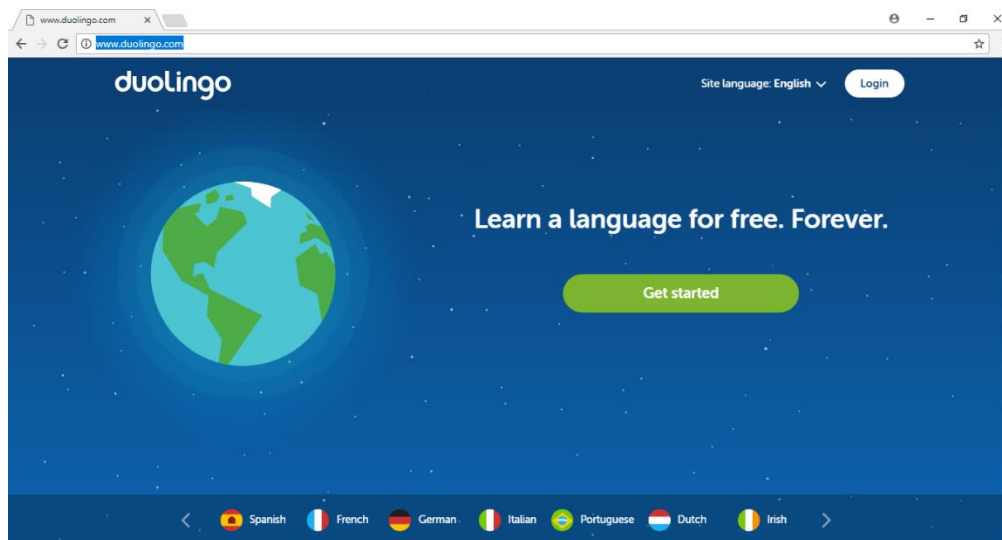 www.duolingo.com
www.duolingo.com
duolingo
Site language: English
Login
Learn a language for free. Forever.
Get started
Spanish
French
German
Italian
Portuguese
Dutch
Irish